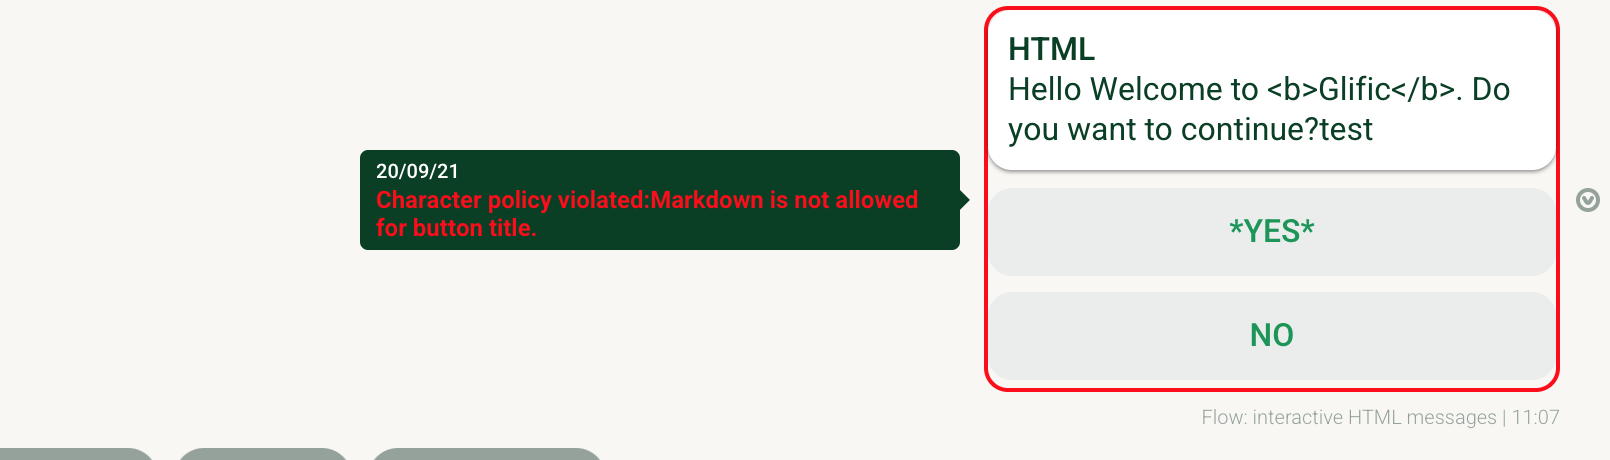 HTML
Hello Welcome to <b>Glific</b>. Do
you want to continue?test
20/09/21
Character policy violated:Markdown is not allowed
for button title.
*YES*
NO
Flow: interactive HTML messages | 11:07